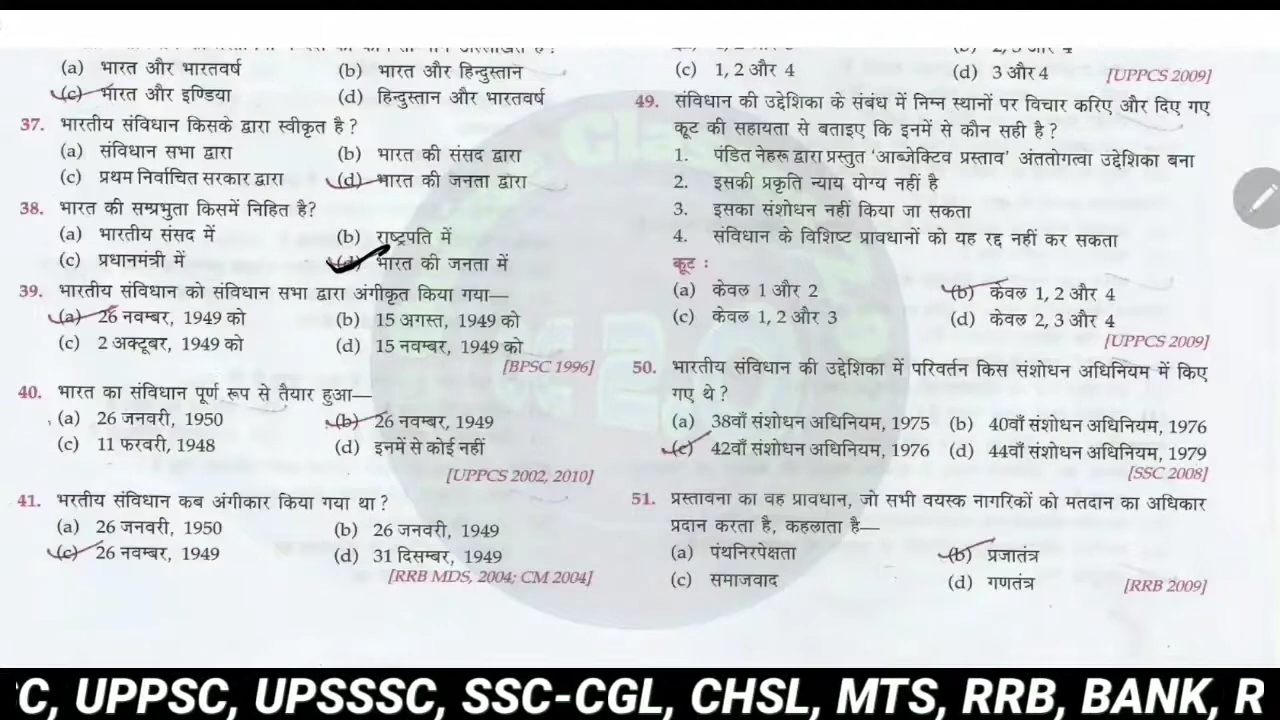 (a) भारत और भारतवर्ष (b) भारत और हिन्दुस्तान
(c) भारत और इण्डिया (d) हिन्दुस्तान और भारतवर्ष
37. भारतीय संविधान किसके द्वारा स्वीकृत है ?
(a) संविधान सभा द्वारा (b) भारत की संसद द्वारा
(c) प्रथम निर्वाचित सरकार द्वारा (d) भारत की जनता द्वारा
38. भारत की सम्प्रभुता किसमें निहित है?
(a) भारतीय संसद में (b) राष्ट्रपति में
(c) प्रधानमंत्री में (d) भारत की जनता में
39. भारतीय संविधान को संविधान सभा द्वारा अंगीकृत किया गया—
(a) 26 नवम्बर, 1949 को (b) 15 अगस्त, 1949 को
(c) 2 अक्टूबर, 1949 को (d) 15 नवम्बर, 1949 को
[BPSC 1996]
40. भारत का संविधान पूर्ण रूप से तैयार हुआ—
(a) 26 जनवरी, 1950 (b) 26 नवम्बर, 1949
(c) 11 फरवरी, 1948 (d) इनमें से कोई नहीं
[UPPCS 2002, 2010]
41. भरतीय संविधान कब अंगीकार किया गया था ?
(a) 26 जनवरी, 1950 (b) 26 जनवरी, 1949
(c) 26 नवम्बर, 1949 (d) 31 दिसम्बर, 1949
[RRB MDS, 2004; CM 2004]
(c) 1, 2 और 4 (d) 3 और 4
[UPPCS 2009]
49. संविधान की उद्देशिका के संबंध में निम्न स्थानों पर विचार करिए और दिए गए
कूट की सहायता से बताइए कि इनमें से कौन सही है ?
1. पंडित नेहरू द्वारा प्रस्तुत 'आब्जेक्टिव प्रस्ताव' अंततोगत्वा उद्देशिका बना
2. इसकी प्रकृति न्याय योग्य नहीं है
3. इसका संशोधन नहीं किया जा सकता
4. संविधान के विशिष्ट प्रावधानों को यह रद्द नहीं कर सकता
कूट :
(a) केवल 1 और 2 (b) केवल 1, 2 और 4
(c) केवल 1, 2 और 3 (d) केवल 2, 3 और 4
[UPPCS 2009]
50. भारतीय संविधान की उद्देशिका में परिवर्तन किस संशोधन अधिनियम में किए
गए थे ?
(a) 38वाँ संशोधन अधिनियम, 1975 (b) 40वाँ संशोधन अधिनियम, 1976
(c) 42वाँ संशोधन अधिनियम, 1976 (d) 44वाँ संशोधन अधिनियम, 1979
[SSC 2008]
51. प्रस्तावना का वह प्रावधान, जो सभी वयस्क नागरिकों को मतदान का अधिकार
प्रदान करता है, कहलाता है—
(a) पंथनिरपेक्षता (b) प्रजातंत्र
(c) समाजवाद (d) गणतंत्र
[RRB 2009]
C, UPPSC, UPSSSC, SSC-CGL, CHSL, MTS, RRB, BANK, R